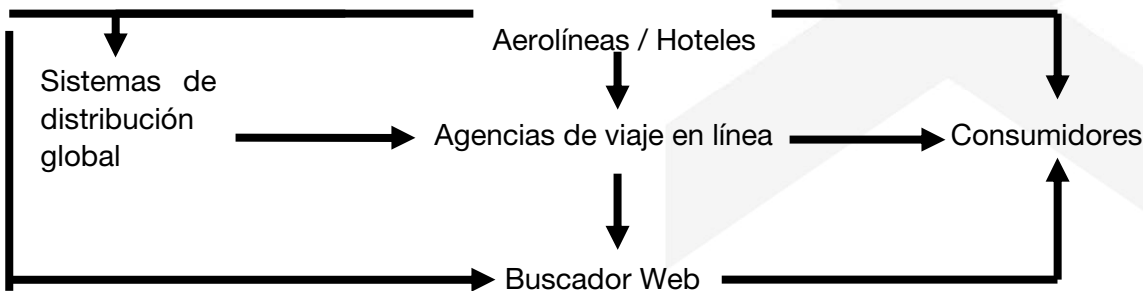 Aerolíneas / Hoteles
Sistemas de
distribución
global
Agencias de viaje en línea
Consumidores
Buscador Web